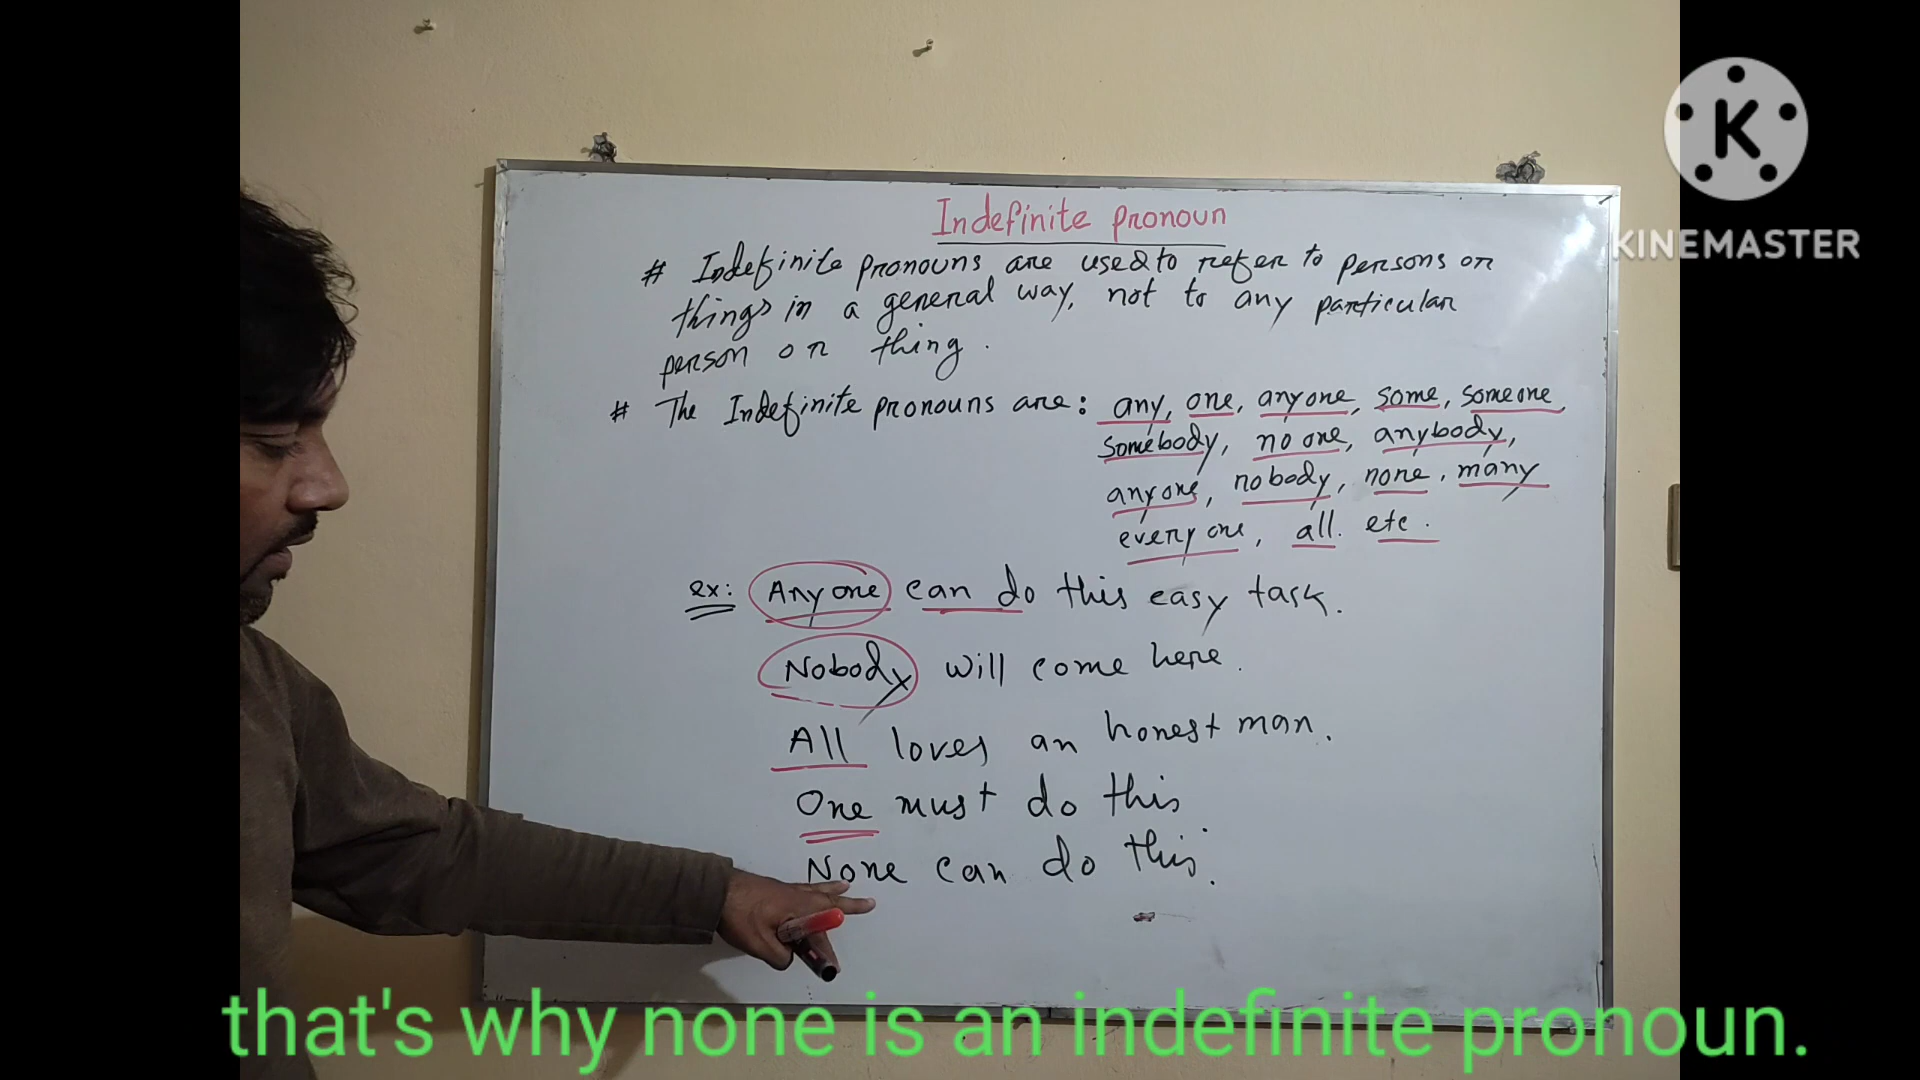 K
KINEMASTER
Indefinite pronoun
# Indefinite pronouns are used to refer to persons or
things in a general way, not to any particular
person or thing.
# The Indefinite pronouns are: any, one, anyone, some, someone,
somebody, no one, anybody,
anyone, nobody, none, many
every one, all. etc.
ex: Anyone can do this easy task.
Nobody will come here.
All loves an honest man.
One must do this.
None can do this.
that's why none is an indefinite pronoun.